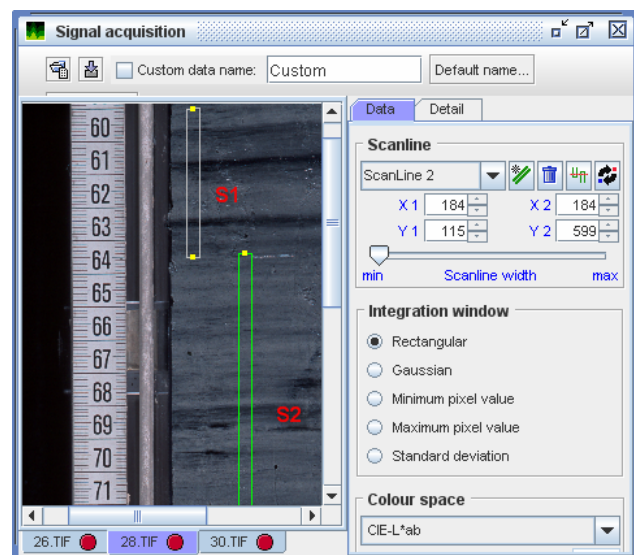 Signal acquisition
Custom data name: Custom Default name...
Data Detail
Scanline
ScanLine 2
X 1 184 X 2 184
Y 1 115 Y 2 599
min Scanline width max
Integration window
Rectangular
Gaussian
Minimum pixel value
Maximum pixel value
Standard deviation
Colour space
CIE-L*ab
60
61
62
63
64
65
66
67
68
69
70
71
S1
S2
26.TIF 28.TIF 30.TIF